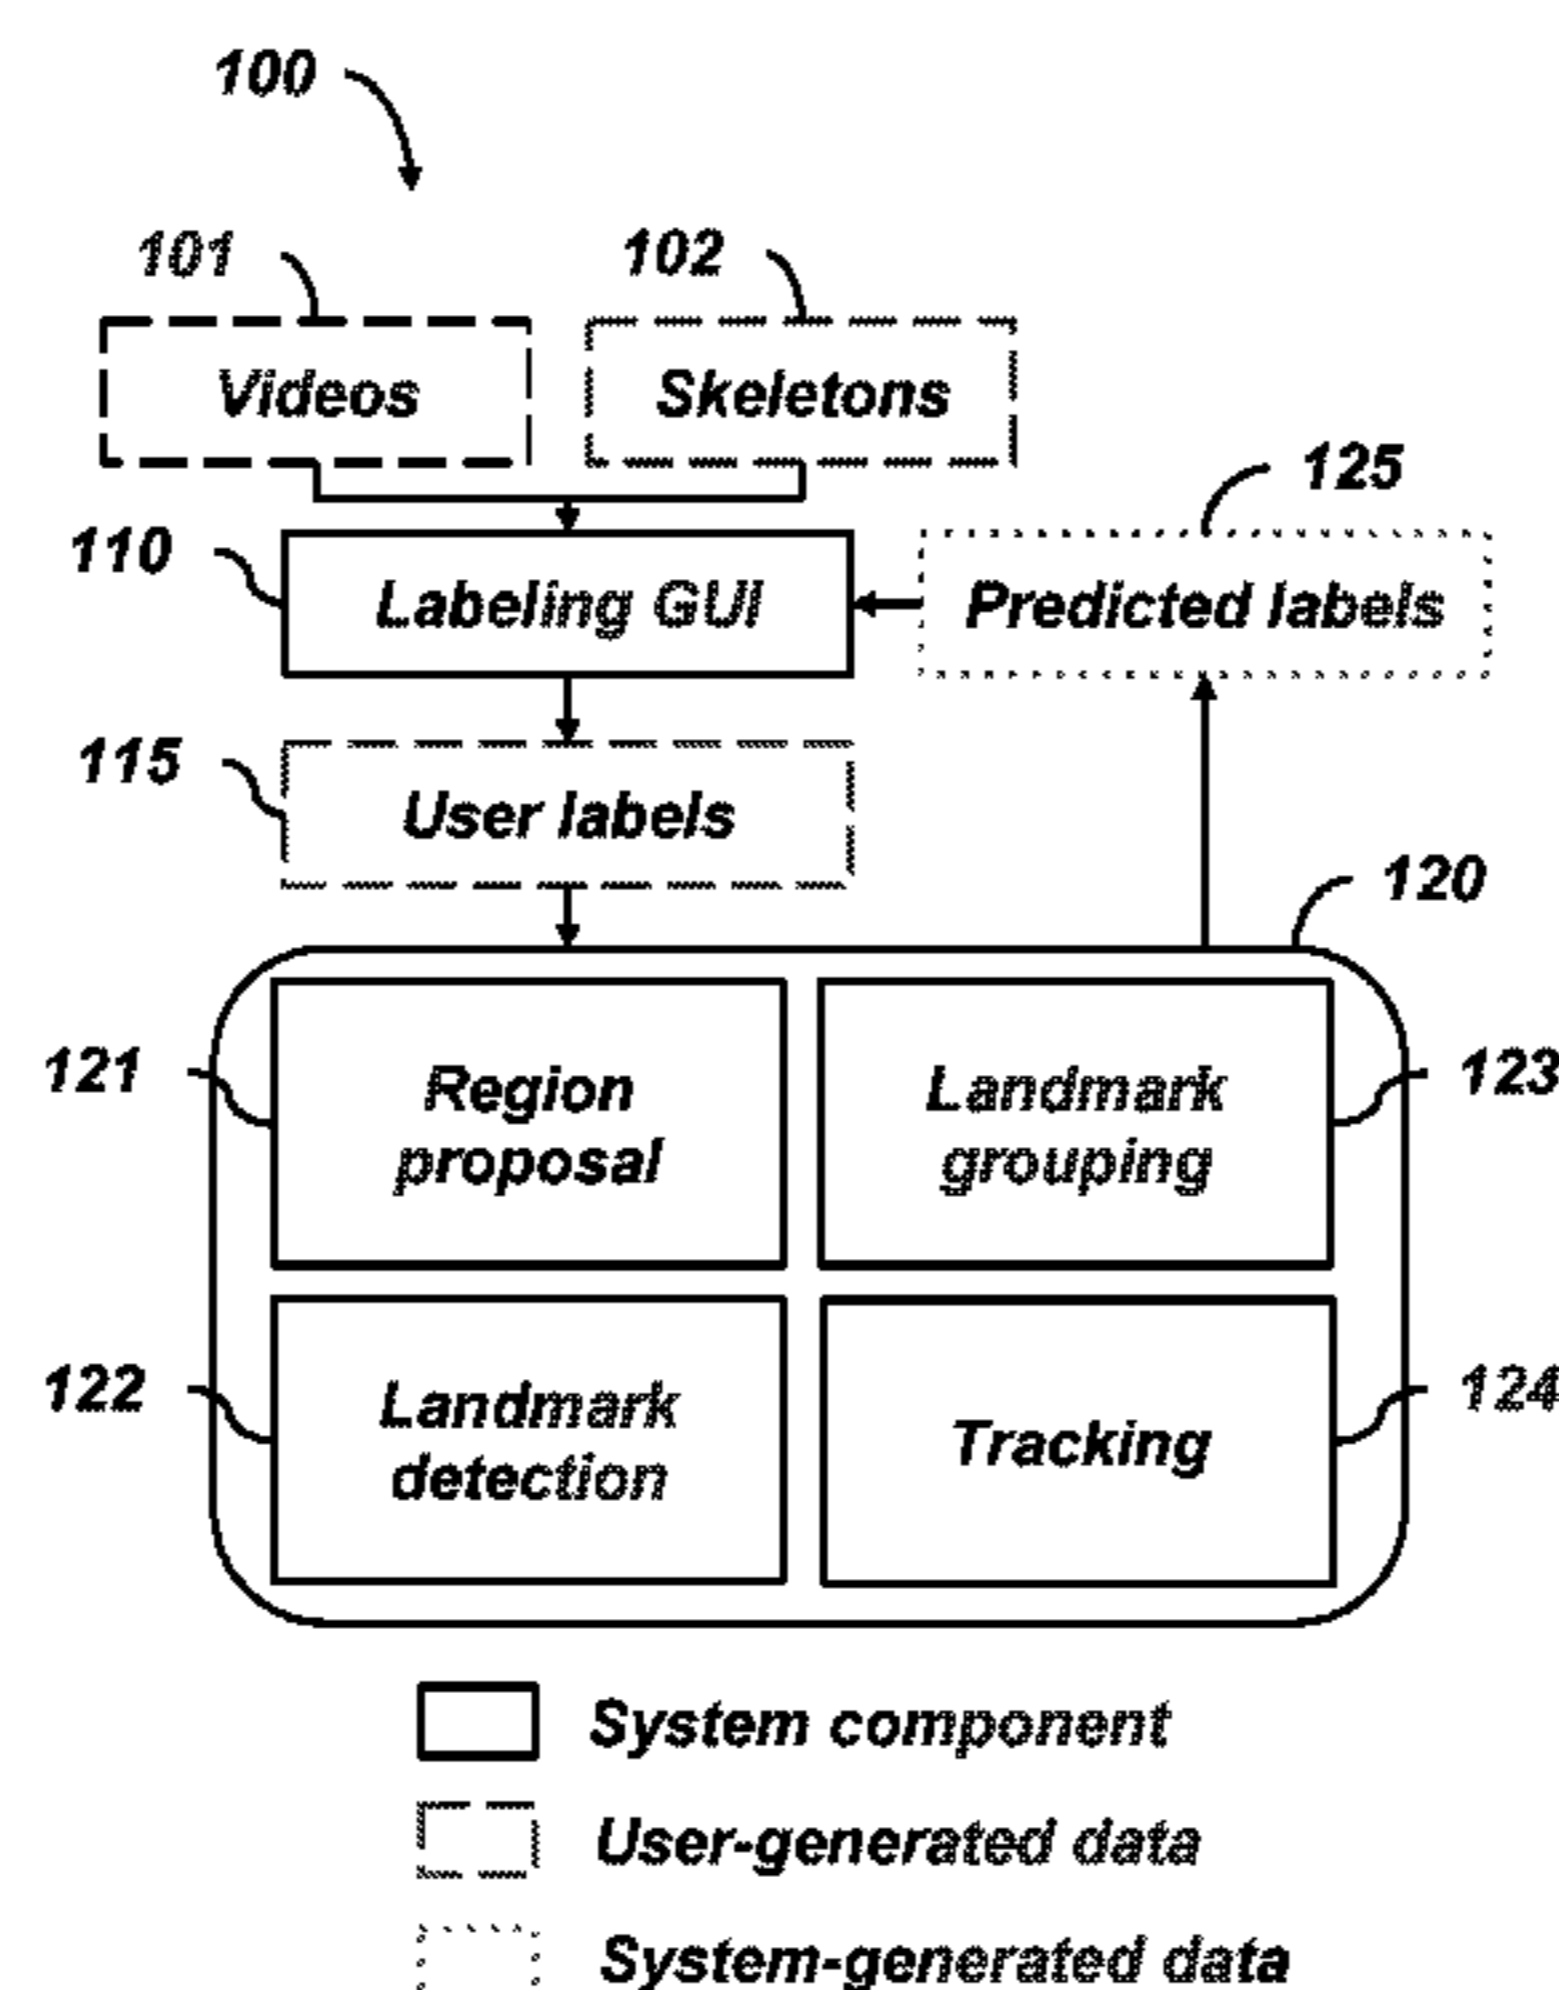 100
101
102
Videos
Skeletons
125
110
Labeling GUI
Predicted labels
115
User labels
120
121
Region
proposal
Landmark
grouping
123
122
Landmark
detection
Tracking
124
System component
User-generated data
System-generated data